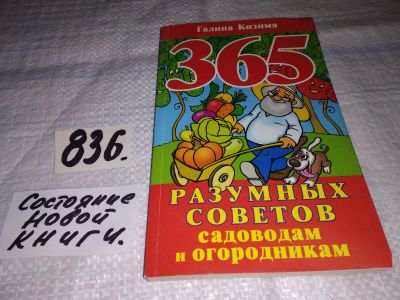 Галина Кизима
365
РАЗУМНЫХ
СОВЕТОВ
садоводам
и огородникам
836.
Состояние
новой
книги.